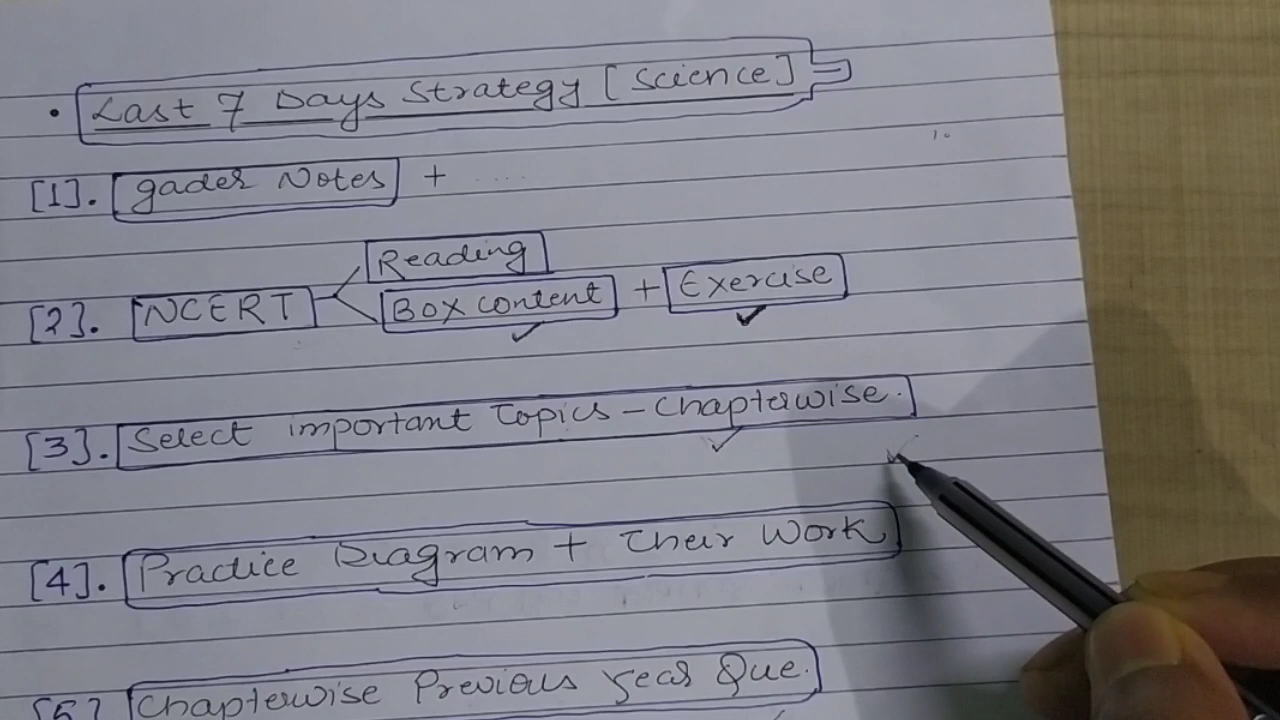 • Last 7 Days Strategy [Science]
[1]. gader Notes +
Reading
[2]. NCERT Box content + Exercise
[3]. Select important Topics - Chapterwise.
[4]. Practice Diagram + Their Work
[5] Chapterwise Previous year Que.